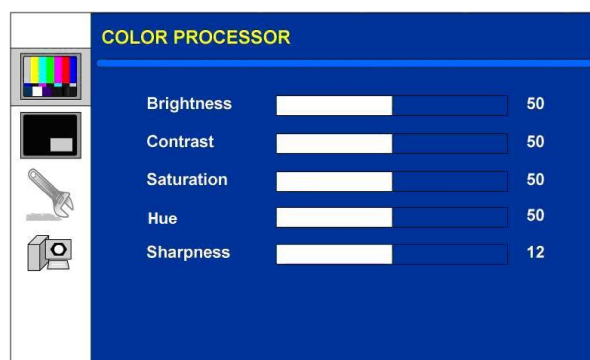 COLOR PROCESSOR
Brightness 50
Contrast 50
Saturation 50
Hue 50
Sharpness 12